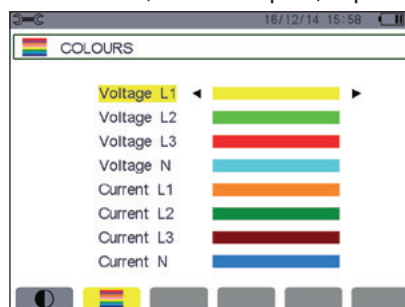 16/12/14 15:58
COLOURS
Voltage L1
Voltage L2
Voltage L3
Voltage N
Current L1
Current L2
Current L3
Current N